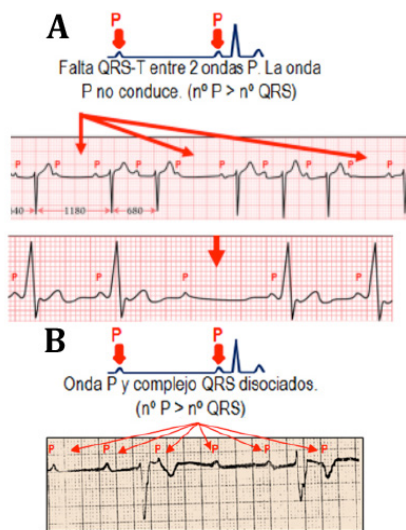 A
P P
Falta QRS-T entre 2 ondas P. La onda
P no conduce. (nº P > nº QRS)
P P P P P P P P P P
640 1180 680
P P P P P
B
P P
Onda P y complejo QRS disociados.
(nº P > nº QRS)
P P P P P P